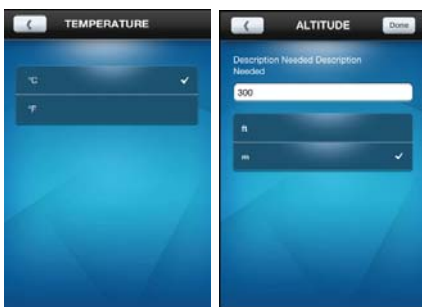 TEMPERATURE
°C
°F
ALTITUDE
Done
Description Needed Description
Needed
300
ft
m